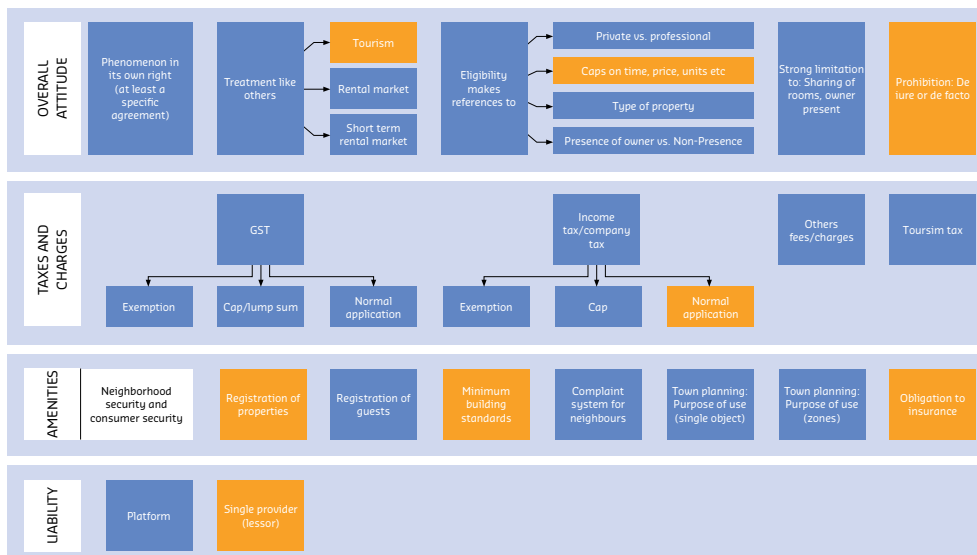 OVERALL
ATTITUDE
Phenomenon in
its own right
(at least a
specific
agreement)
Treatment like
others
Tourism
Rental market
Short term
rental market
Eligibility
makes
references to
Private vs. professional
Caps on time, price, units etc
Type of property
Presence of owner vs. Non-Presence
Strong limitation
to: Sharing of
rooms, owner
present
Prohibition: De
iure or de facto
TAXES AND
CHARGES
GST
Exemption
Cap/lump sum
Normal
application
Income
tax/company
tax
Exemption
Cap
Normal
application
Others
fees/charges
Toursim tax
AMENITIES
Neighborhood
security and
consumer security
Registration of
properties
Registration of
guests
Minimum
building
standards
Complaint
system for
neighbours
Town planning:
Purpose of use
(single object)
Town planning:
Purpose of use
(zones)
Obligation to
insurance
LIABILITY
Platform
Single provider
(lessor)